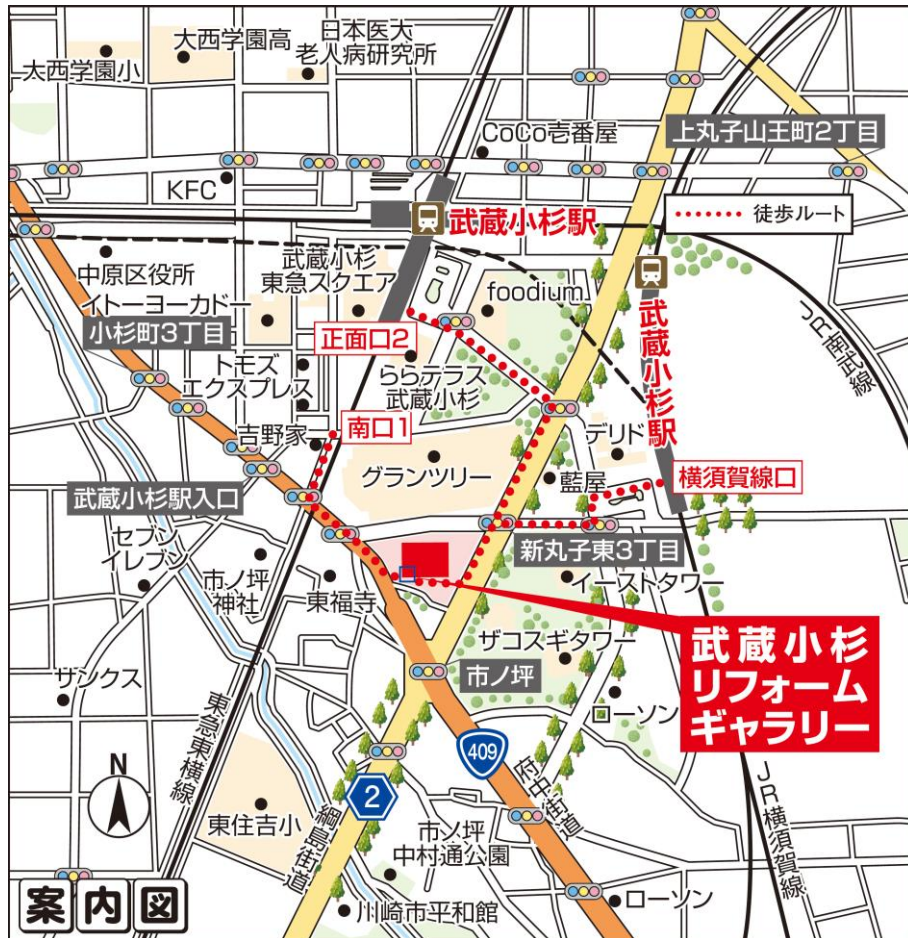 大西学園小
大西学園高
日本医大
老人病研究所
CoCo壱番屋
上丸子山王町2丁目
KFC
武蔵小杉駅
徒歩ルート
中原区役所
イトーヨーカドー
武蔵小杉
東急スクエア
foodium
武蔵小杉駅
JR南武線
小杉町3丁目
正面口2
トモズ
エクスプレス
ららテラス
武蔵小杉
吉野家
南口1
デリド
グランツリー
藍屋
横須賀線口
武蔵小杉駅入口
セブン
イレブン
市ノ坪
神社
東福寺
新丸子東3丁目
イーストタワー
ザコスギタワー
武蔵小杉
リフォーム
ギャラリー
サンクス
市ノ坪
ローソン
東急東横線
409
N
2
府中街道
JR横須賀線
東住吉小
綱島街道
市ノ坪
中村通公園
川崎市平和館
ローソン
案内図